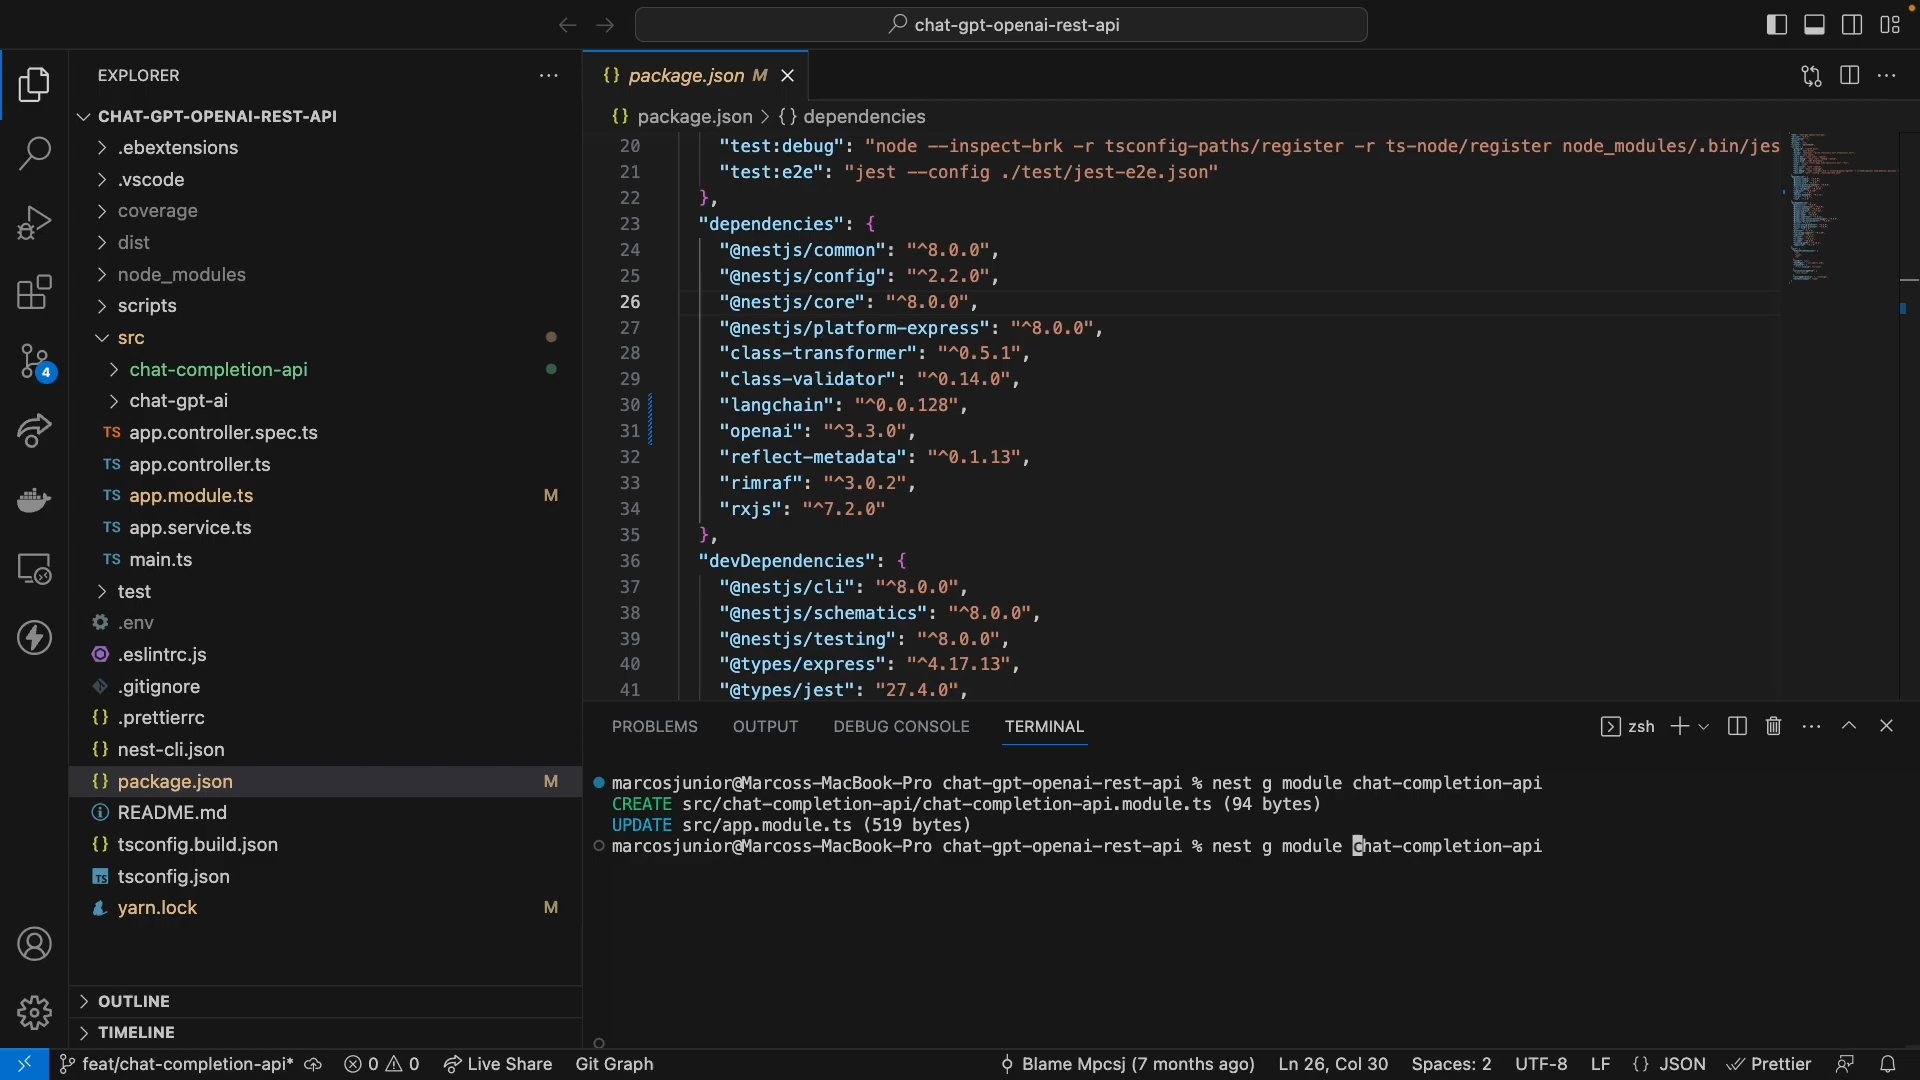 chat-gpt-openai-rest-api
EXPLORER
CHAT-GPT-OPENAI-REST-API
.ebextensions
.vscode
coverage
dist
node_modules
scripts
src
chat-completion-api
chat-gpt-ai
TS app.controller.spec.ts
TS app.controller.ts
TS app.module.ts M
TS app.service.ts
TS main.ts
test
.env
.eslintrc.js
.gitignore
{} .prettierrc
{} nest-cli.json
{} package.json M
README.md
{} tsconfig.build.json
TS tsconfig.json
yarn.lock M
OUTLINE
TIMELINE
4
{} package.json M
{} package.json > {} dependencies
20 "test:debug": "node --inspect-brk -r tsconfig-paths/register -r ts-node/register node_modules/.bin/jes
21 "test:e2e": "jest --config ./test/jest-e2e.json"
22 },
23 "dependencies": {
24 "@nestjs/common": "^8.0.0",
25 "@nestjs/config": "^2.2.0",
26 "@nestjs/core": "^8.0.0",
27 "@nestjs/platform-express": "^8.0.0",
28 "class-transformer": "^0.5.1",
29 "class-validator": "^0.14.0",
30 "langchain": "^0.0.128",
31 "openai": "^3.3.0",
32 "reflect-metadata": "^0.1.13",
33 "rimraf": "^3.0.2",
34 "rxjs": "^7.2.0"
35 },
36 "devDependencies": {
37 "@nestjs/cli": "^8.0.0",
38 "@nestjs/schematics": "^8.0.0",
39 "@nestjs/testing": "^8.0.0",
40 "@types/express": "^4.17.13",
41 "@types/jest": "27.4.0",
PROBLEMS OUTPUT DEBUG CONSOLE TERMINAL zsh
marcosjunior@Marcoss-MacBook-Pro chat-gpt-openai-rest-api % nest g module chat-completion-api
CREATE src/chat-completion-api/chat-completion-api.module.ts (94 bytes)
UPDATE src/app.module.ts (519 bytes)
marcosjunior@Marcoss-MacBook-Pro chat-gpt-openai-rest-api % nest g module chat-completion-api
feat/chat-completion-api* 0 0 Live Share Git Graph Blame Mpcsj (7 months ago) Ln 26, Col 30 Spaces: 2 UTF-8 LF {} JSON Prettier